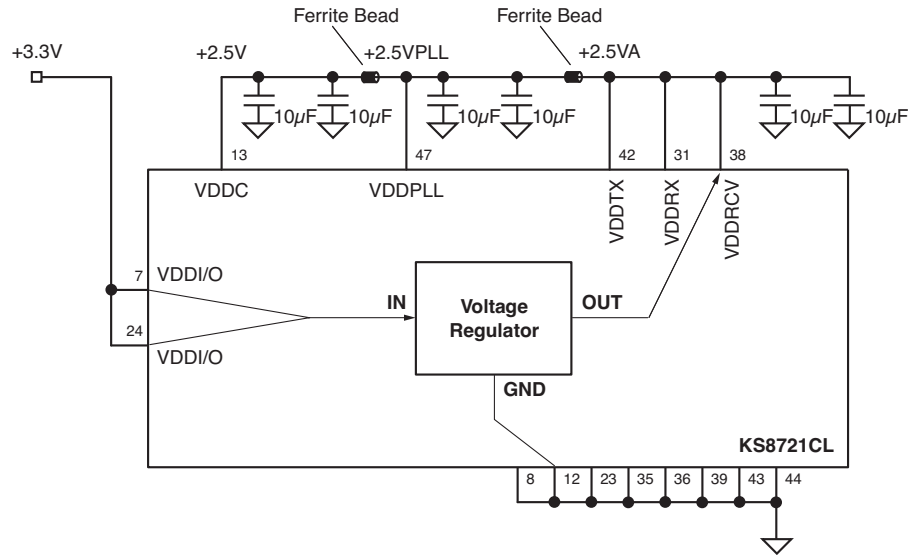 Ferrite Bead
Ferrite Bead
+3.3V
+2.5V
+2.5VPLL
+2.5VA
10µF
10µF
10µF
10µF
10µF
10µF
13
47
42
31
38
VDDC
VDDPLL
VDDTX
VDDRX
VDDRCV
7
VDDI/O
24
VDDI/O
IN
Voltage
Regulator
OUT
GND
KS8721CL
8
12
23
35
36
39
43
44